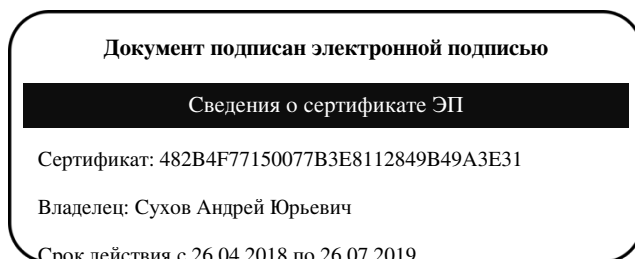 Документ подписан электронной подписью
Сведения о сертификате ЭП
Сертификат: 482B4F77150077B3E8112849B49A3E31
Владелец: Сухов Андрей Юрьевич
Срок действия с 26.04.2018 по 26.07.2019